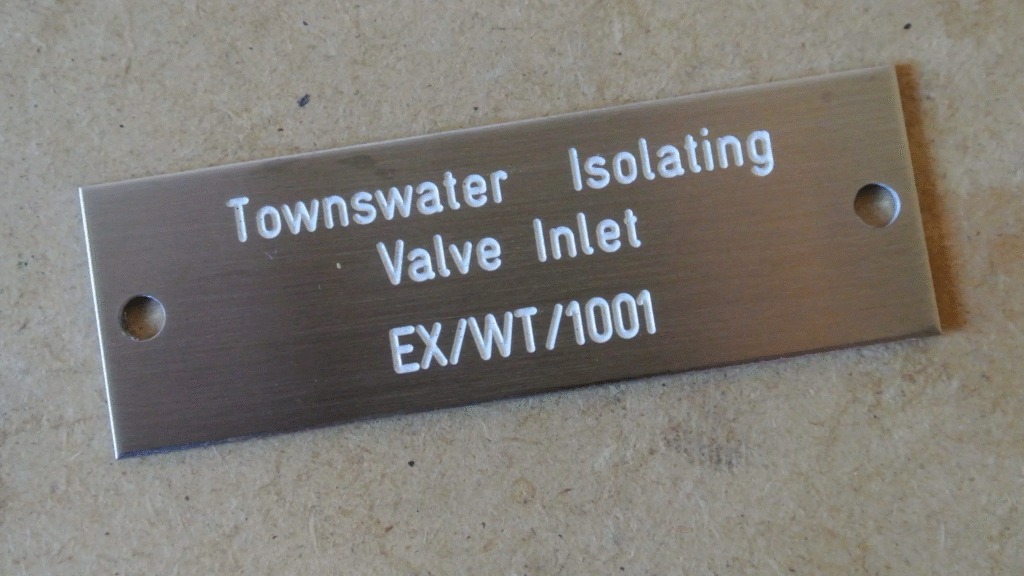 Townswater Isolating
Valve Inlet
EX/WT/1001